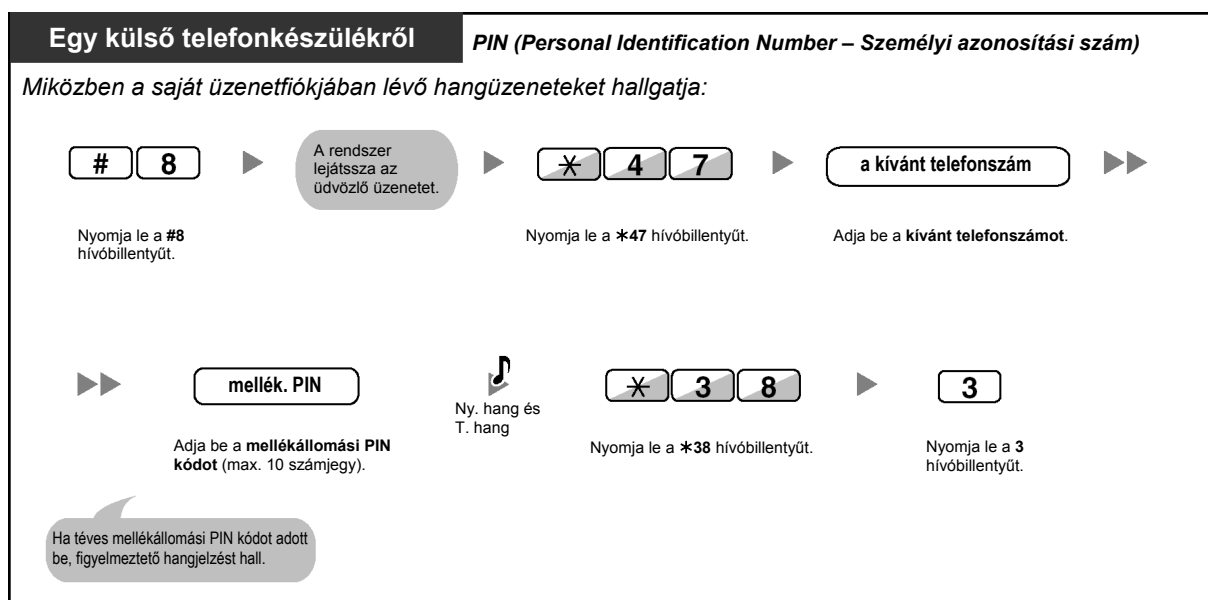 Egy külső telefonkészülékről
PIN (Personal Identification Number – Személyi azonosítási szám)
Miközben a saját üzenetfiókjában lévő hangüzeneteket hallgatja:
# 8
A rendszer
lejátssza az
üdvözlő üzenetet.
✳ 4 7
a kívánt telefonszám
Nyomja le a #8
hívóbillentyűt.
Nyomja le a ✳47 hívóbillentyűt.
Adja be a kívánt telefonszámot.
mellék. PIN
Ny. hang és
T. hang
✳ 3 8
3
Adja be a mellékállomási PIN
kódot (max. 10 számjegy).
Nyomja le a ✳38 hívóbillentyűt.
Nyomja le a 3
hívóbillentyűt.
Ha téves mellékállomási PIN kódot adott
be, figyelmeztető hangjelzést hall.